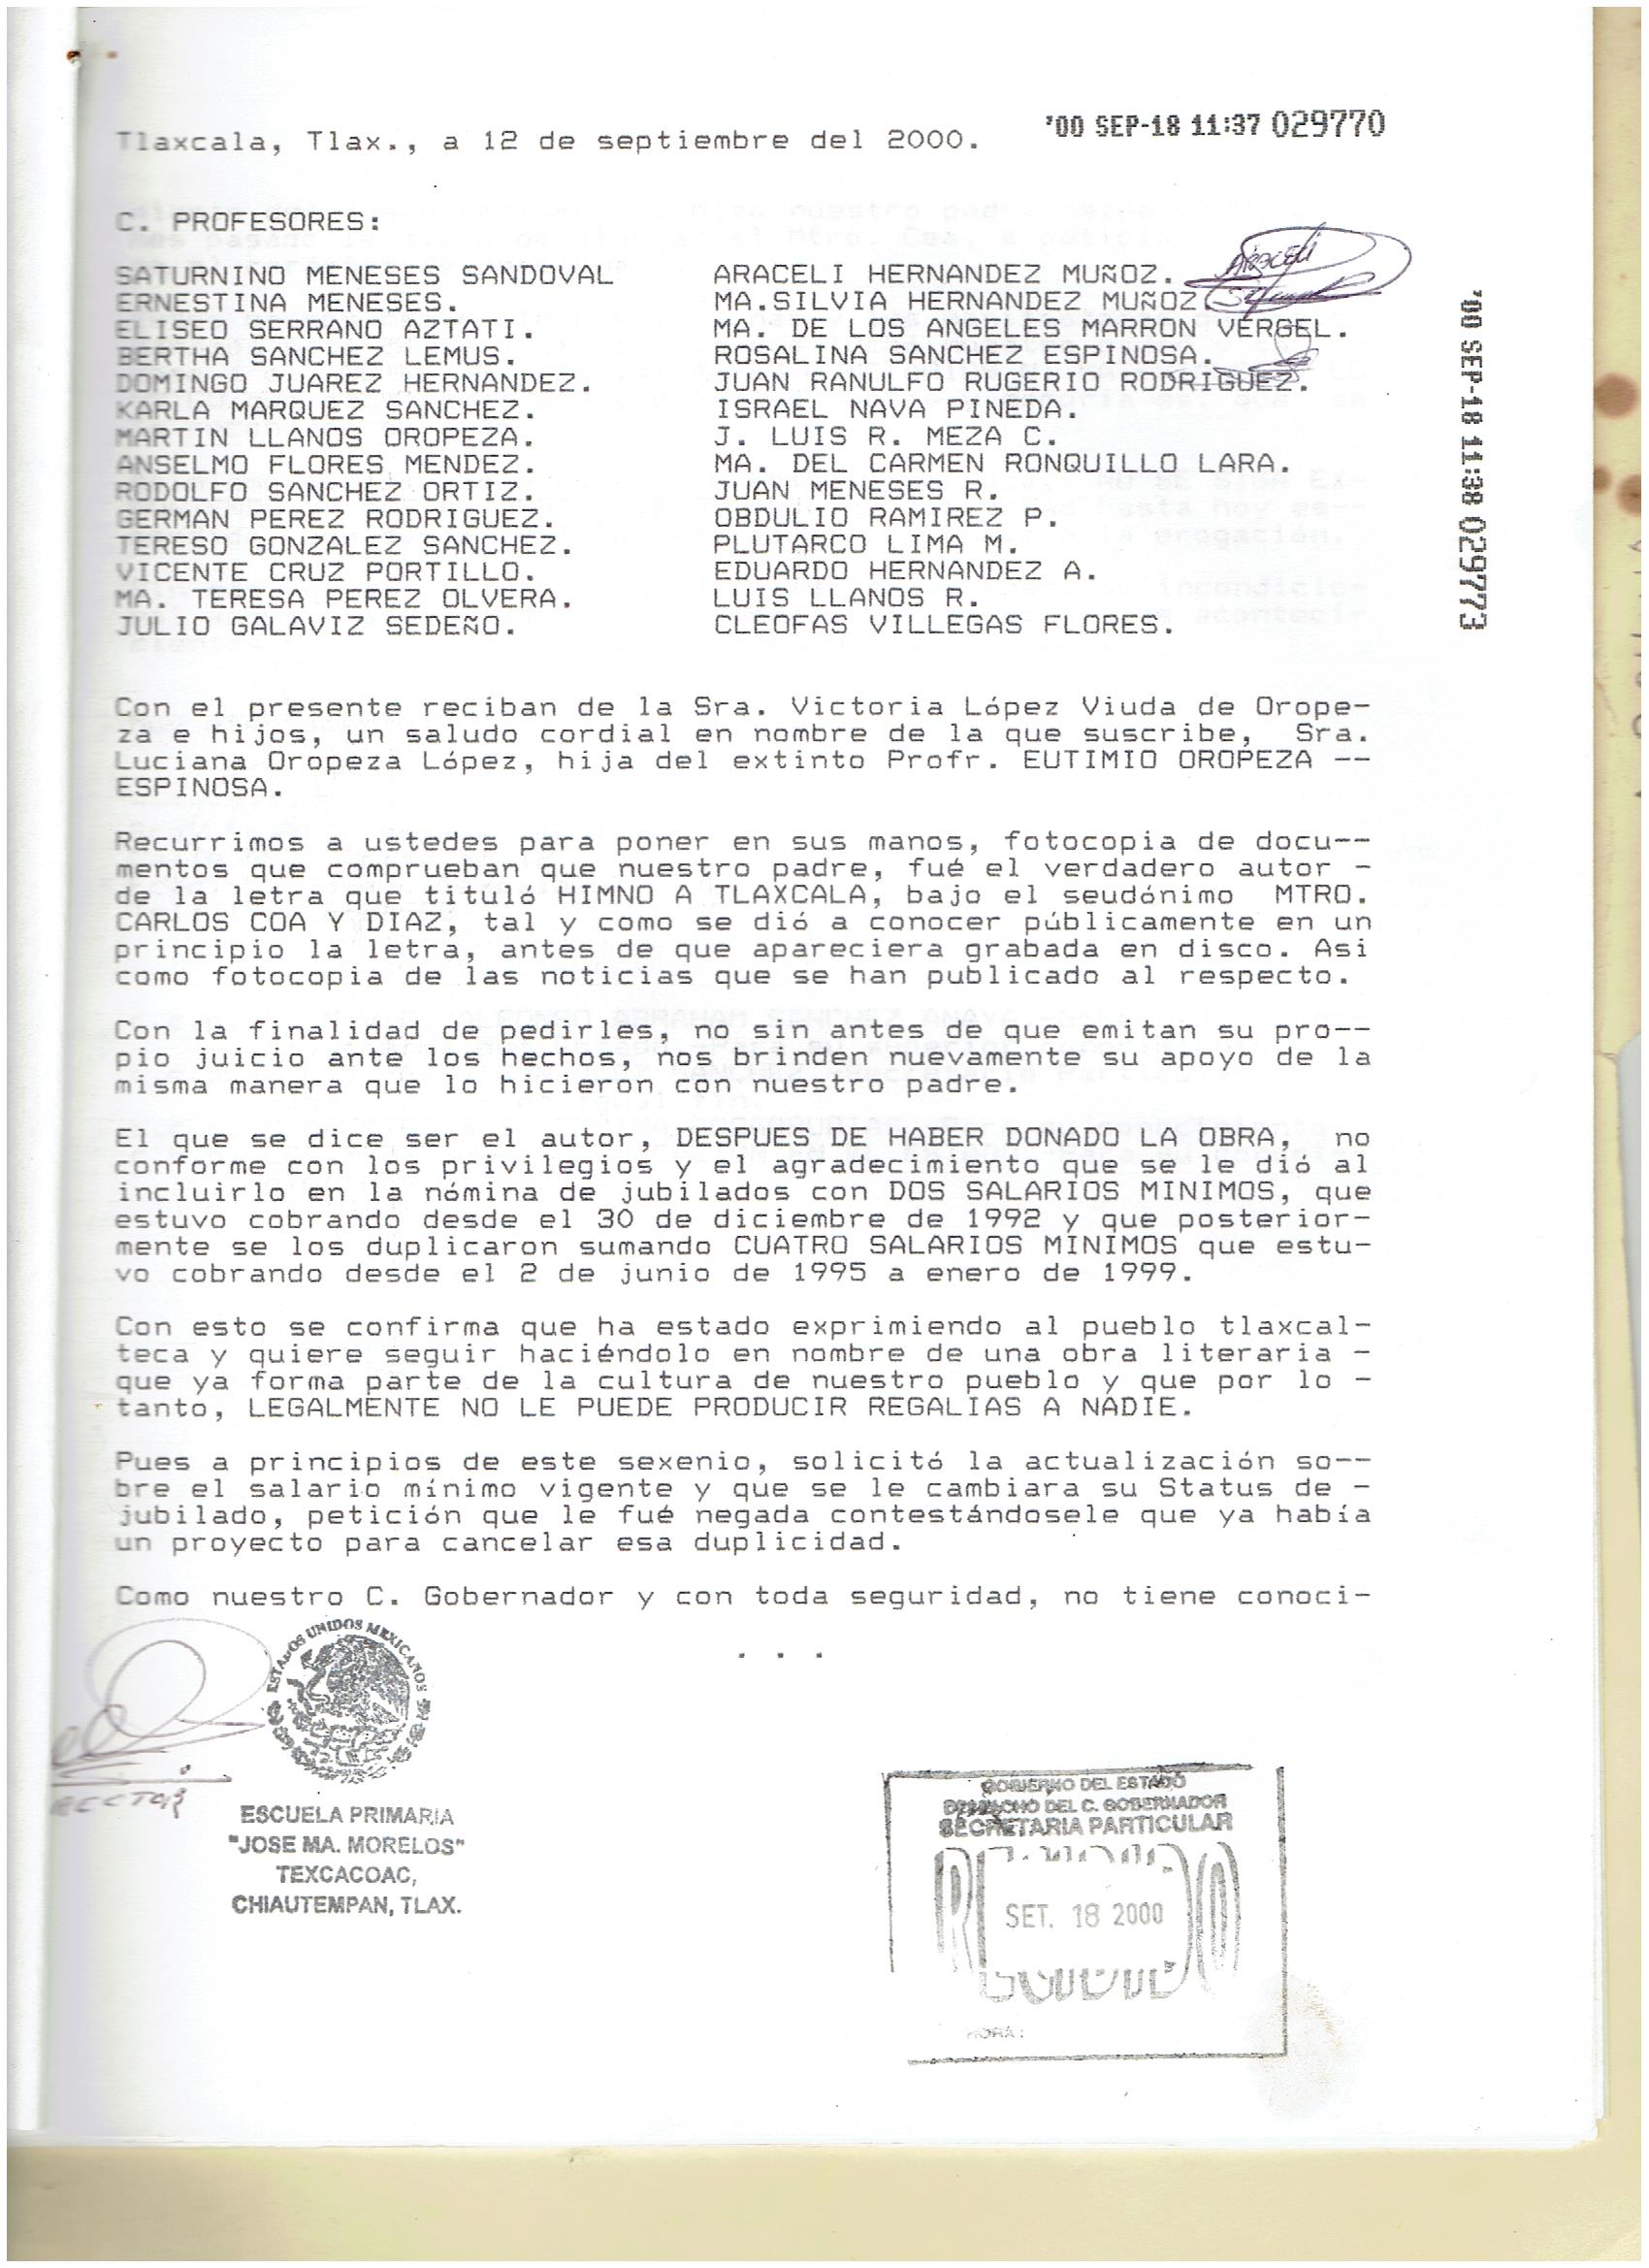 Tlaxcala, Tlax., a 12 de septiembre del 2000.
'00 SEP-18 11:37 029770
'00 SEP-18 11:38 029773
C. PROFESORES:
SATURNINO MENESES SANDOVAL ARACELI HERNANDEZ MUÑOZ. ARACELI
ERNESTINA MENESES. MA.SILVIA HERNANDEZ MUÑOZ
ELISEO SERRANO AZTATI. MA. DE LOS ANGELES MARRON VERGEL.
BERTHA SANCHEZ LEMUS. ROSALINA SANCHEZ ESPINOSA.
DOMINGO JUAREZ HERNANDEZ. JUAN RANULFO RUGERIO RODRIGUEZ.
KARLA MARQUEZ SANCHEZ. ISRAEL NAVA PINEDA.
MARTIN LLANOS OROPEZA. J. LUIS R. MEZA C.
ANSELMO FLORES MENDEZ. MA. DEL CARMEN RONQUILLO LARA.
RODOLFO SANCHEZ ORTIZ. JUAN MENESES R.
GERMAN PEREZ RODRIGUEZ. OBDULIO RAMIREZ P.
TERESO GONZALEZ SANCHEZ. PLUTARCO LIMA M.
VICENTE CRUZ PORTILLO. EDUARDO HERNANDEZ A.
MA. TERESA PEREZ OLVERA. LUIS LLANOS R.
JULIO GALAVIZ SEDEÑO. CLEOFAS VILLEGAS FLORES.
Con el presente reciban de la Sra. Victoria López Viuda de Orope-
za e hijos, un saludo cordial en nombre de la que suscribe, Sra.
Luciana Oropeza López, hija del extinto Profr. EUTIMIO OROPEZA --
ESPINOSA.
Recurrimos a ustedes para poner en sus manos, fotocopia de docu--
mentos que comprueban que nuestro padre, fué el verdadero autor -
de la letra que tituló HIMNO A TLAXCALA, bajo el seudónimo MTRO.
CARLOS COA Y DIAZ, tal y como se dió a conocer públicamente en un
principio la letra, antes de que apareciera grabada en disco. Asi
como fotocopia de las noticias que se han publicado al respecto.
Con la finalidad de pedirles, no sin antes de que emitan su pro--
pio juicio ante los hechos, nos brinden nuevamente su apoyo de la
misma manera que lo hicieron con nuestro padre.
El que se dice ser el autor, DESPUES DE HABER DONADO LA OBRA, no
conforme con los privilegios y el agradecimiento que se le dió al
incluirlo en la nómina de jubilados con DOS SALARIOS MINIMOS, que
estuvo cobrando desde el 30 de diciembre de 1992 y que posterior-
mente se los duplicaron sumando CUATRO SALARIOS MINIMOS que estu-
vo cobrando desde el 2 de junio de 1995 a enero de 1999.
Con esto se confirma que ha estado exprimiendo al pueblo tlaxcal-
teca y quiere seguir haciéndolo en nombre de una obra literaria -
que ya forma parte de la cultura de nuestro pueblo y que por lo -
tanto, LEGALMENTE NO LE PUEDE PRODUCIR REGALIAS A NADIE.
Pues a principios de este sexenio, solicitó la actualización so--
bre el salario mínimo vigente y que se le cambiara su Status de -
jubilado, petición que le fué negada contestándosele que ya había
un proyecto para cancelar esa duplicidad.
Como nuestro C. Gobernador y con toda seguridad, no tiene conoci-
. . .
ESTADOS UNIDOS MEXICANOS
ESCUELA PRIMARIA
"JOSE MA. MORELOS"
TEXCACOAC,
CHIAUTEMPAN, TLAX.
GOBIERNO DEL ESTADO
DESPACHO DEL C. GOBERNADOR
SECRETARIA PARTICULAR
SET. 18 2000
HORA: